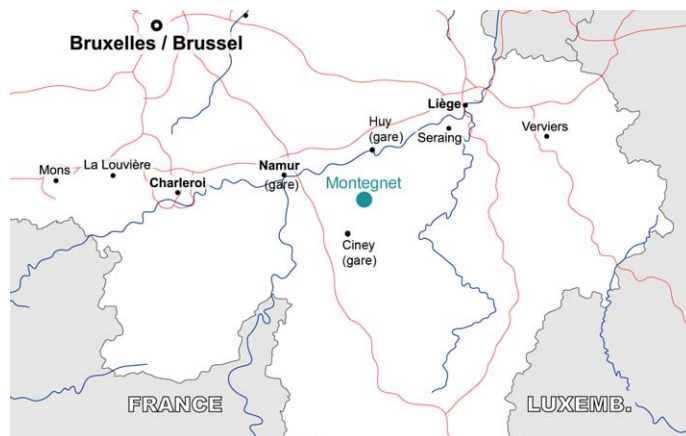 Bruxelles / Brussel
Liège
Huy
(gare)
Seraing
Verviers
Mons
La Louvière
Charleroi
Namur
(gare)
Montegnet
Ciney
(gare)
FRANCE
LUXEMB.